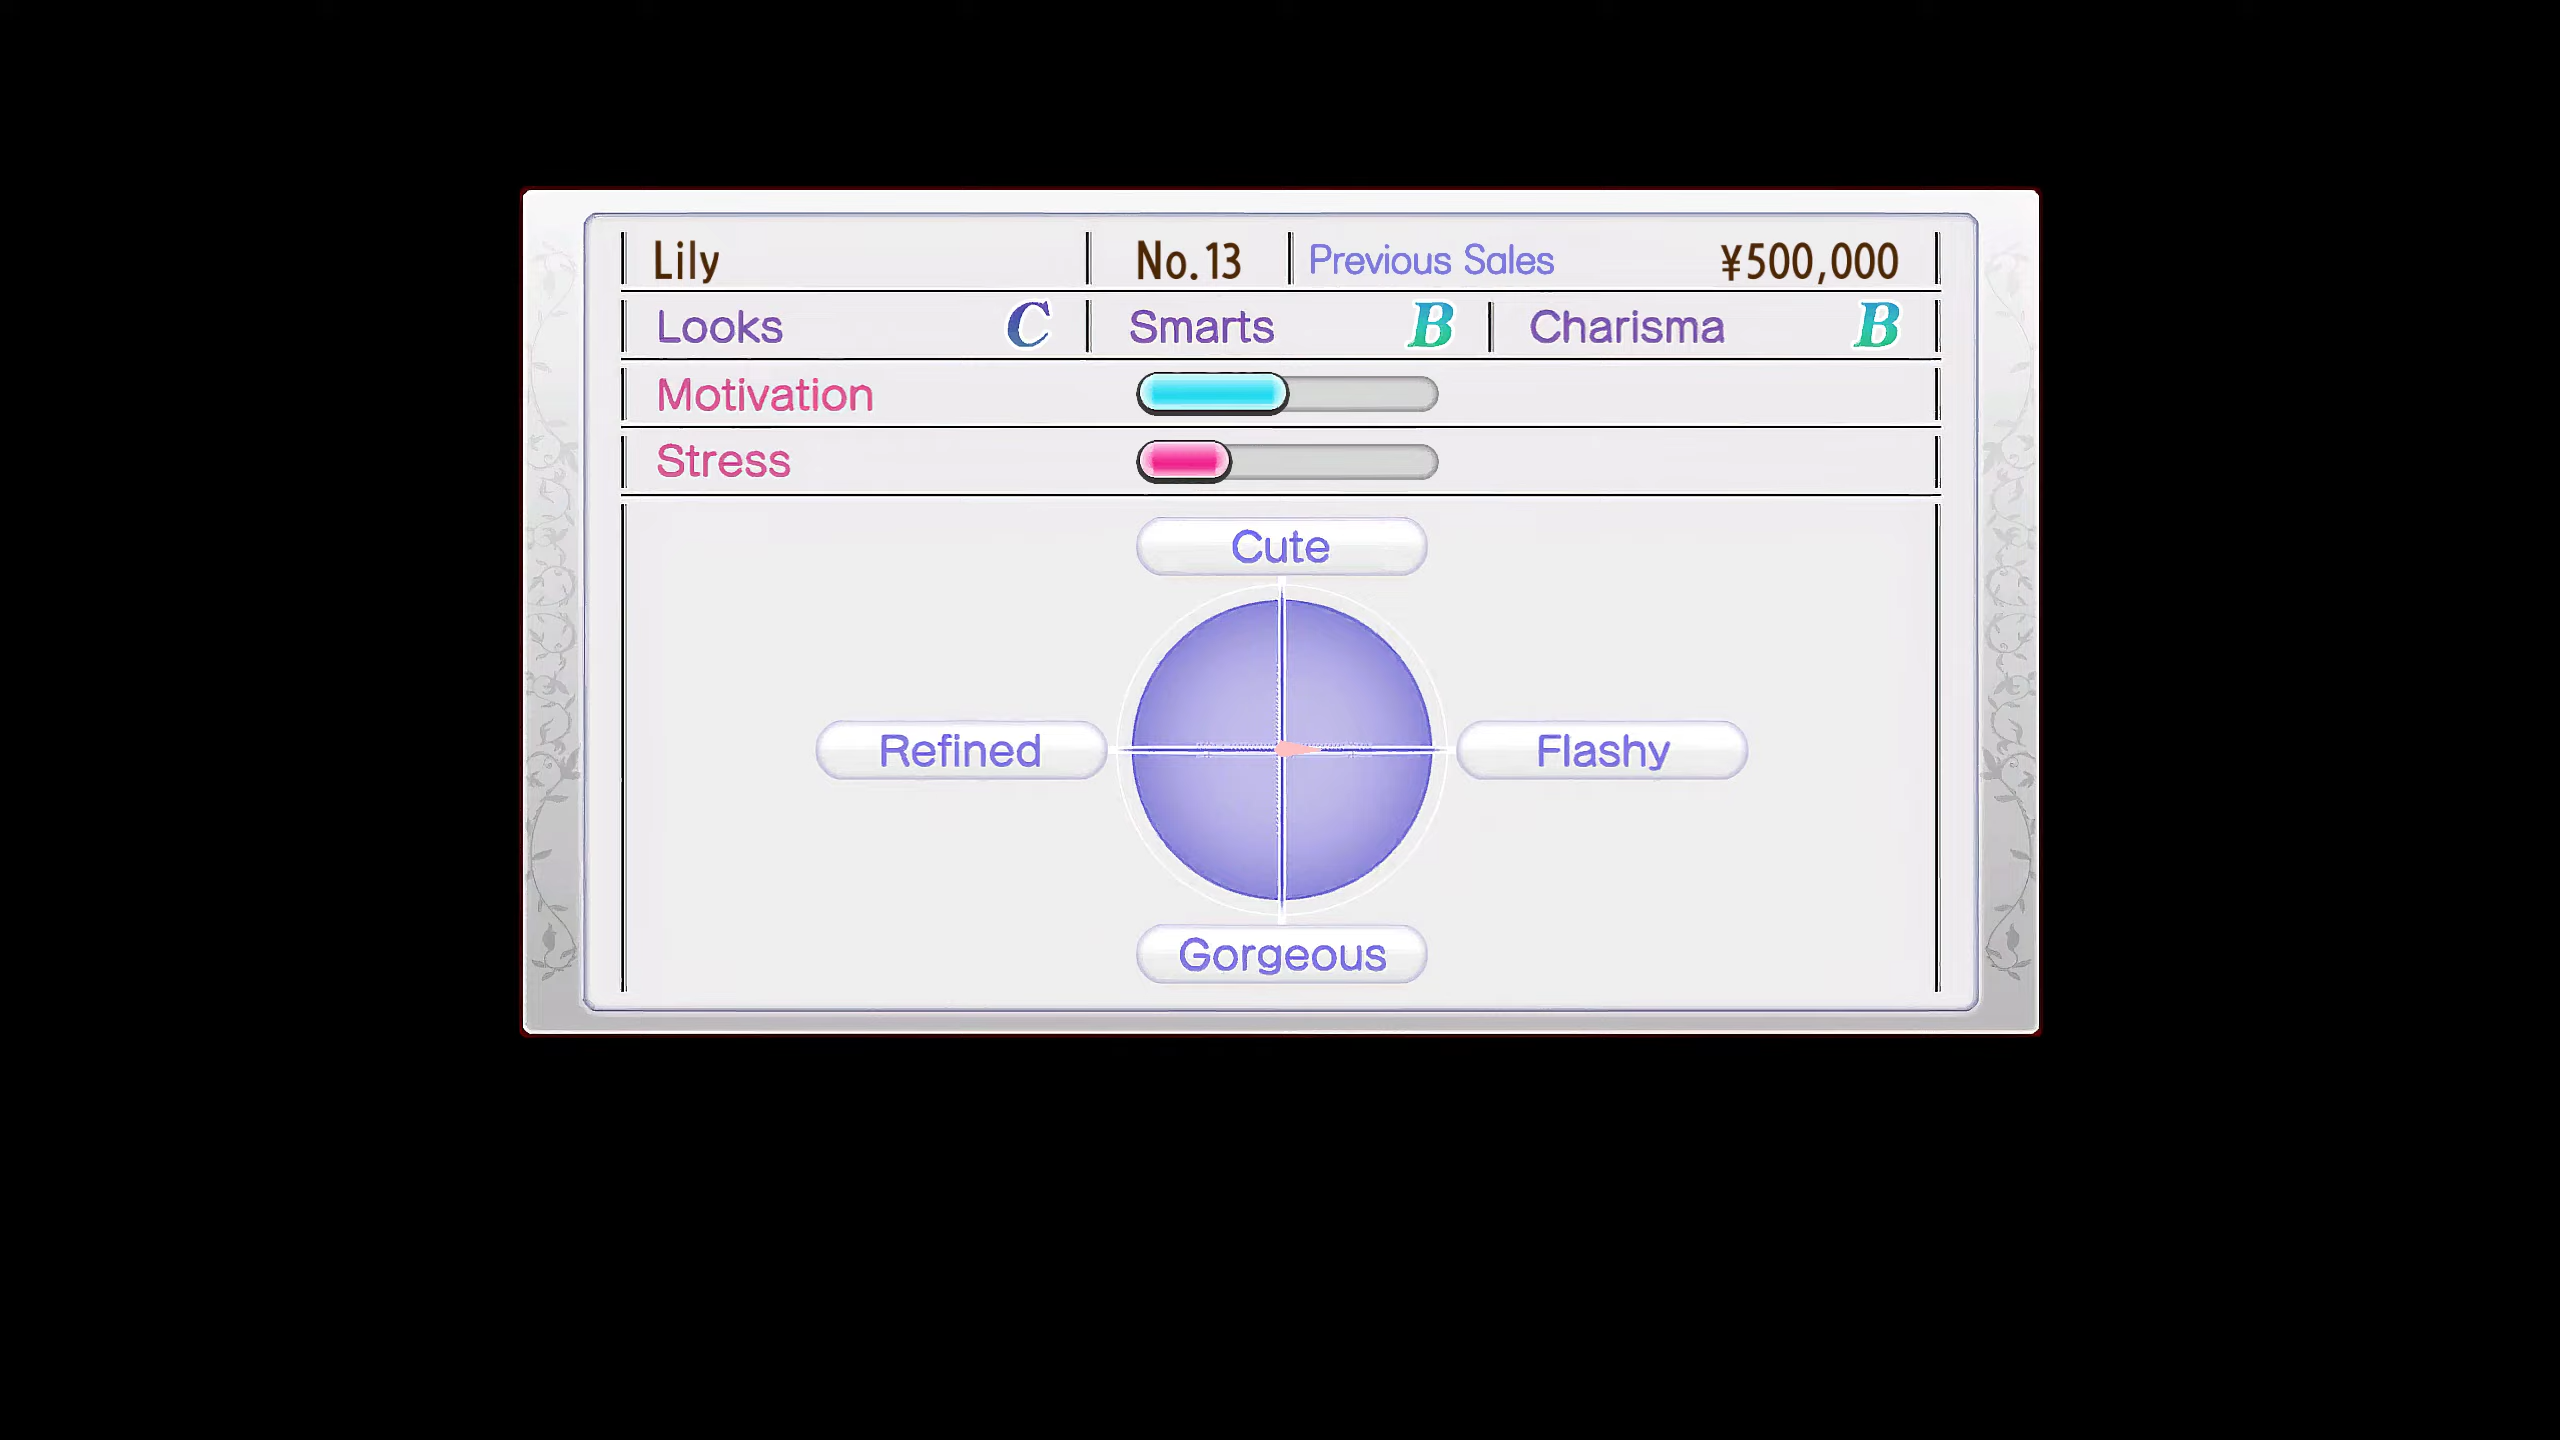 Lily No.13 Previous Sales ¥500,000
Looks C Smarts B Charisma B
Motivation
Stress
Cute
Refined Flashy
Gorgeous